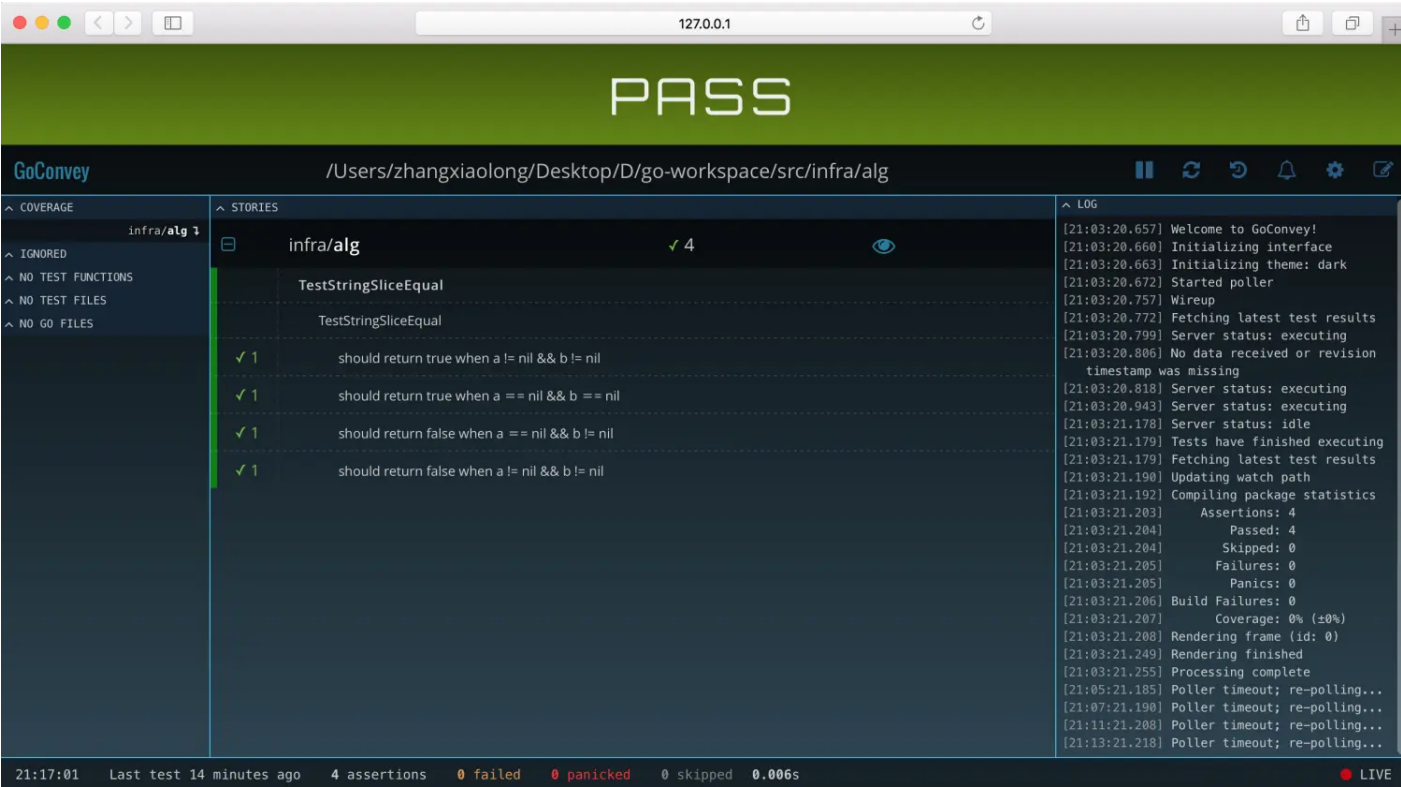 127.0.0.1
PASS
GoConvey
/Users/zhangxiaolong/Desktop/D/go-workspace/src/infra/alg
COVERAGE
infra/alg
IGNORED
NO TEST FUNCTIONS
NO TEST FILES
NO GO FILES
STORIES
infra/alg ✓ 4
TestStringSliceEqual
TestStringSliceEqual
✓ 1 should return true when a != nil && b != nil
✓ 1 should return true when a == nil && b == nil
✓ 1 should return false when a == nil && b != nil
✓ 1 should return false when a != nil && b != nil
LOG
[21:03:20.657] Welcome to GoConvey!
[21:03:20.660] Initializing interface
[21:03:20.663] Initializing theme: dark
[21:03:20.672] Started poller
[21:03:20.757] Wireup
[21:03:20.772] Fetching latest test results
[21:03:20.799] Server status: executing
[21:03:20.806] No data received or revision
timestamp was missing
[21:03:20.818] Server status: executing
[21:03:20.943] Server status: executing
[21:03:21.178] Server status: idle
[21:03:21.179] Tests have finished executing
[21:03:21.179] Fetching latest test results
[21:03:21.190] Updating watch path
[21:03:21.192] Compiling package statistics
[21:03:21.203] Assertions: 4
[21:03:21.204] Passed: 4
[21:03:21.204] Skipped: 0
[21:03:21.205] Failures: 0
[21:03:21.205] Panics: 0
[21:03:21.206] Build Failures: 0
[21:03:21.207] Coverage: 0% (±0%)
[21:03:21.208] Rendering frame (id: 0)
[21:03:21.249] Rendering finished
[21:03:21.255] Processing complete
[21:05:21.185] Poller timeout; re-polling...
[21:07:21.190] Poller timeout; re-polling...
[21:11:21.208] Poller timeout; re-polling...
[21:13:21.218] Poller timeout; re-polling...
21:17:01 Last test 14 minutes ago 4 assertions 0 failed 0 panicked 0 skipped 0.006s LIVE